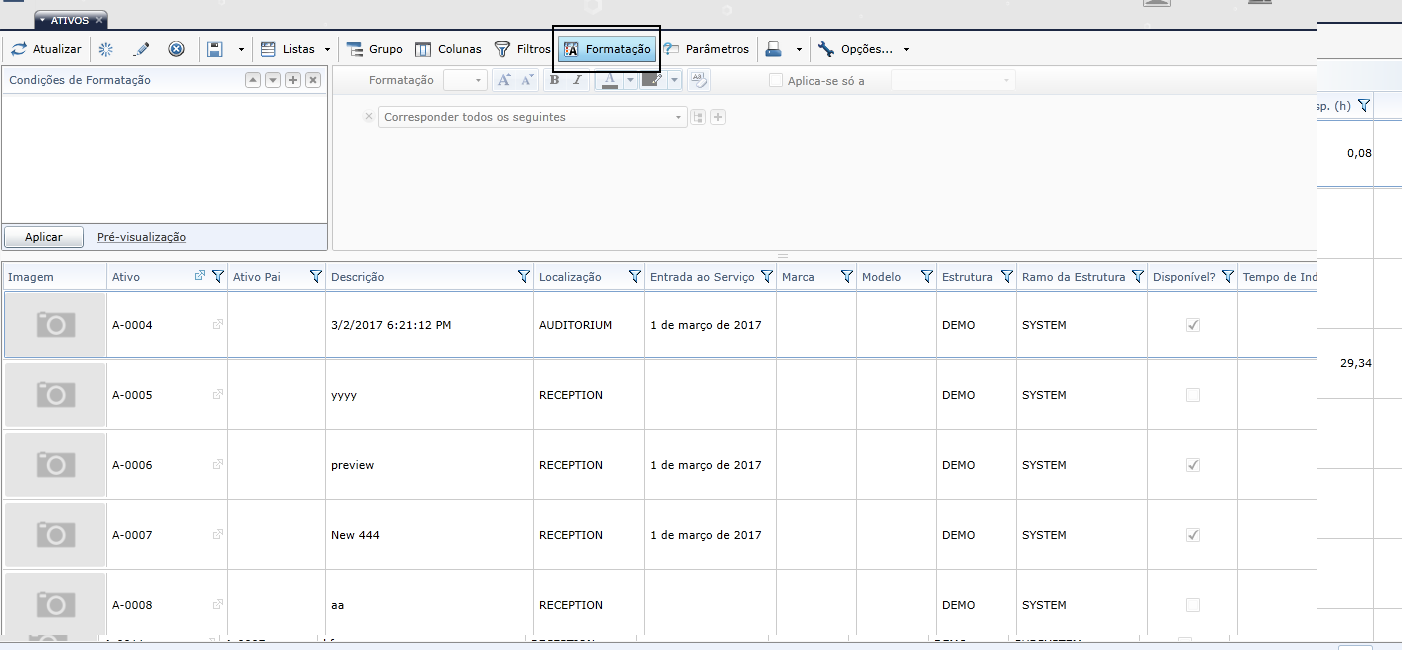 ATIVOS
Atualizar Listas Grupo Colunas Filtros Formatação Parâmetros Opções...
Condições de Formatação
Formatação B I A Aplica-se só a
sp. (h)
Corresponder todos os seguintes
0,08
Aplicar Pré-visualização
Imagem Ativo Ativo Pai Descrição Localização Entrada ao Serviço Marca Modelo Estrutura Ramo da Estrutura Disponível? Tempo de Ind
A-0004 3/2/2017 6:21:12 PM AUDITORIUM 1 de março de 2017 DEMO SYSTEM
29,34
A-0005 yyyy RECEPTION DEMO SYSTEM
A-0006 preview RECEPTION 1 de março de 2017 DEMO SYSTEM
A-0007 New 444 RECEPTION 1 de março de 2017 DEMO SYSTEM
A-0008 aa RECEPTION DEMO SYSTEM